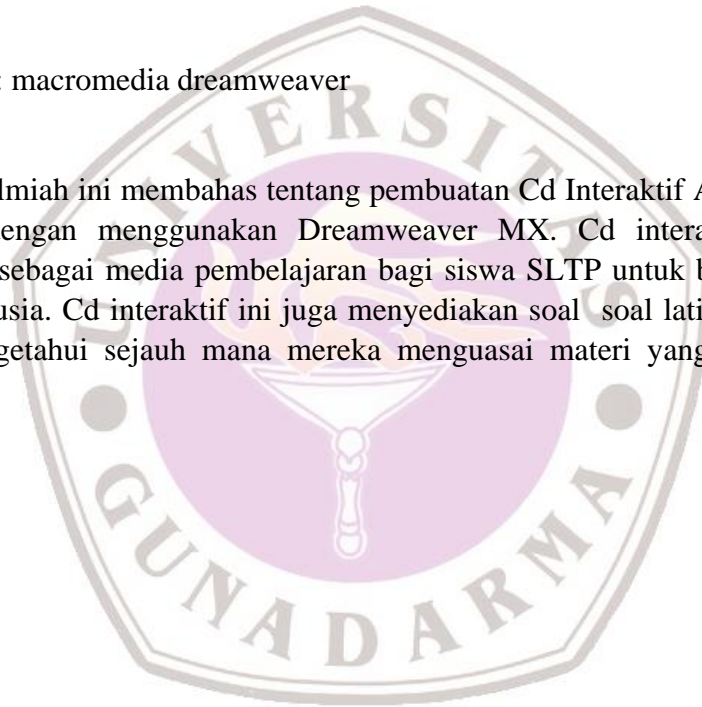 : macromedia dreamweaver
lmiah ini membahas tentang pembuatan Cd Interaktif A
engan menggunakan Dreamweaver MX. Cd intera
sebagai media pembelajaran bagi siswa SLTP untuk b
usia. Cd interaktif ini juga menyediakan soal soal lati
getahui sejauh mana mereka menguasai materi yang
UNIVERSITAS
GUNADARMA